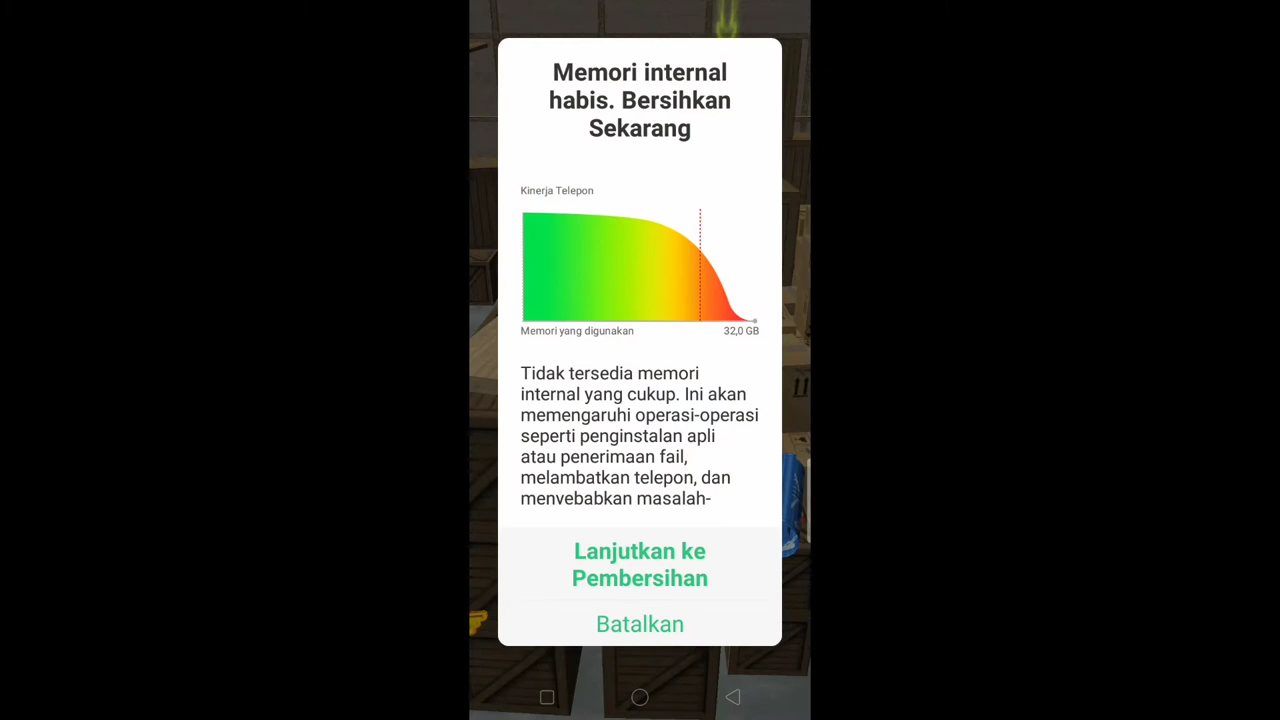 Memori internal
habis. Bersihkan
Sekarang
Kinerja Telepon
Memori yang digunakan 32,0 GB
Tidak tersedia memori
internal yang cukup. Ini akan
memengaruhi operasi-operasi
seperti penginstalan apli
atau penerimaan fail,
melambatkan telepon, dan
menyebabkan masalah-
Lanjutkan ke
Pembersihan
Batalkan